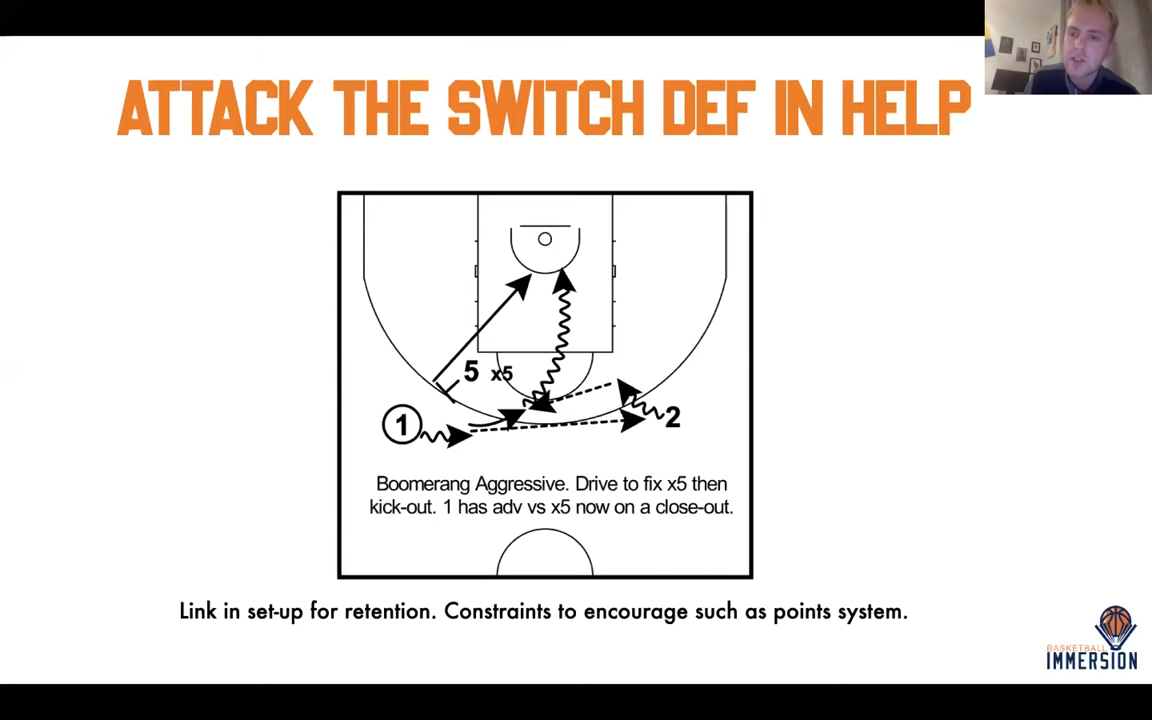 ATTACK THE SWITCH DEF IN HELP
5 x5
1
2
Boomerang Aggressive. Drive to fix x5 then
kick-out. 1 has adv vs x5 now on a close-out.
Link in set-up for retention. Constraints to encourage such as points system.
BASKETBALL
IMMERSION